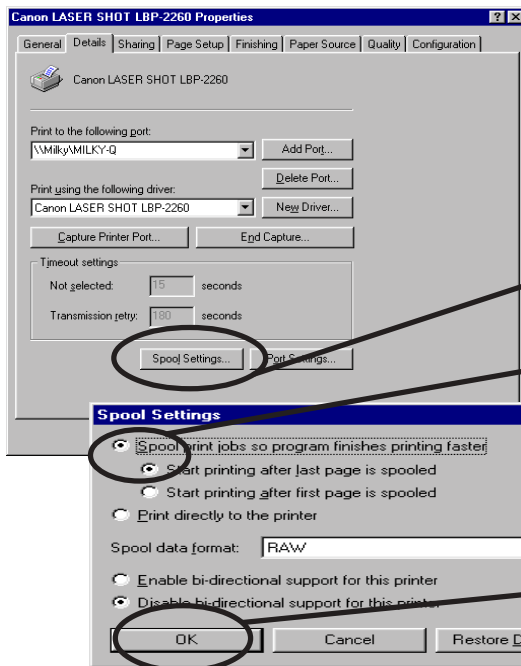 Canon LASER SHOT LBP-2260 Properties
General Details Sharing Page Setup Finishing Paper Source Quality Configuration
Canon LASER SHOT LBP-2260
Print to the following port:
\\Milky\MILKY-Q
Add Port...
Delete Port...
Print using the following driver:
Canon LASER SHOT LBP-2260
New Driver...
Capture Printer Port...
End Capture...
Timeout settings
Not selected: 15 seconds
Transmission retry: 180 seconds
Spool Settings... Port Settings...
Spool Settings
Spool print jobs so program finishes printing faster
Start printing after last page is spooled
Start printing after first page is spooled
Print directly to the printer
Spool data format: RAW
Enable bi-directional support for this printer
Disable bi-directional support for this printer
OK Cancel Restore D